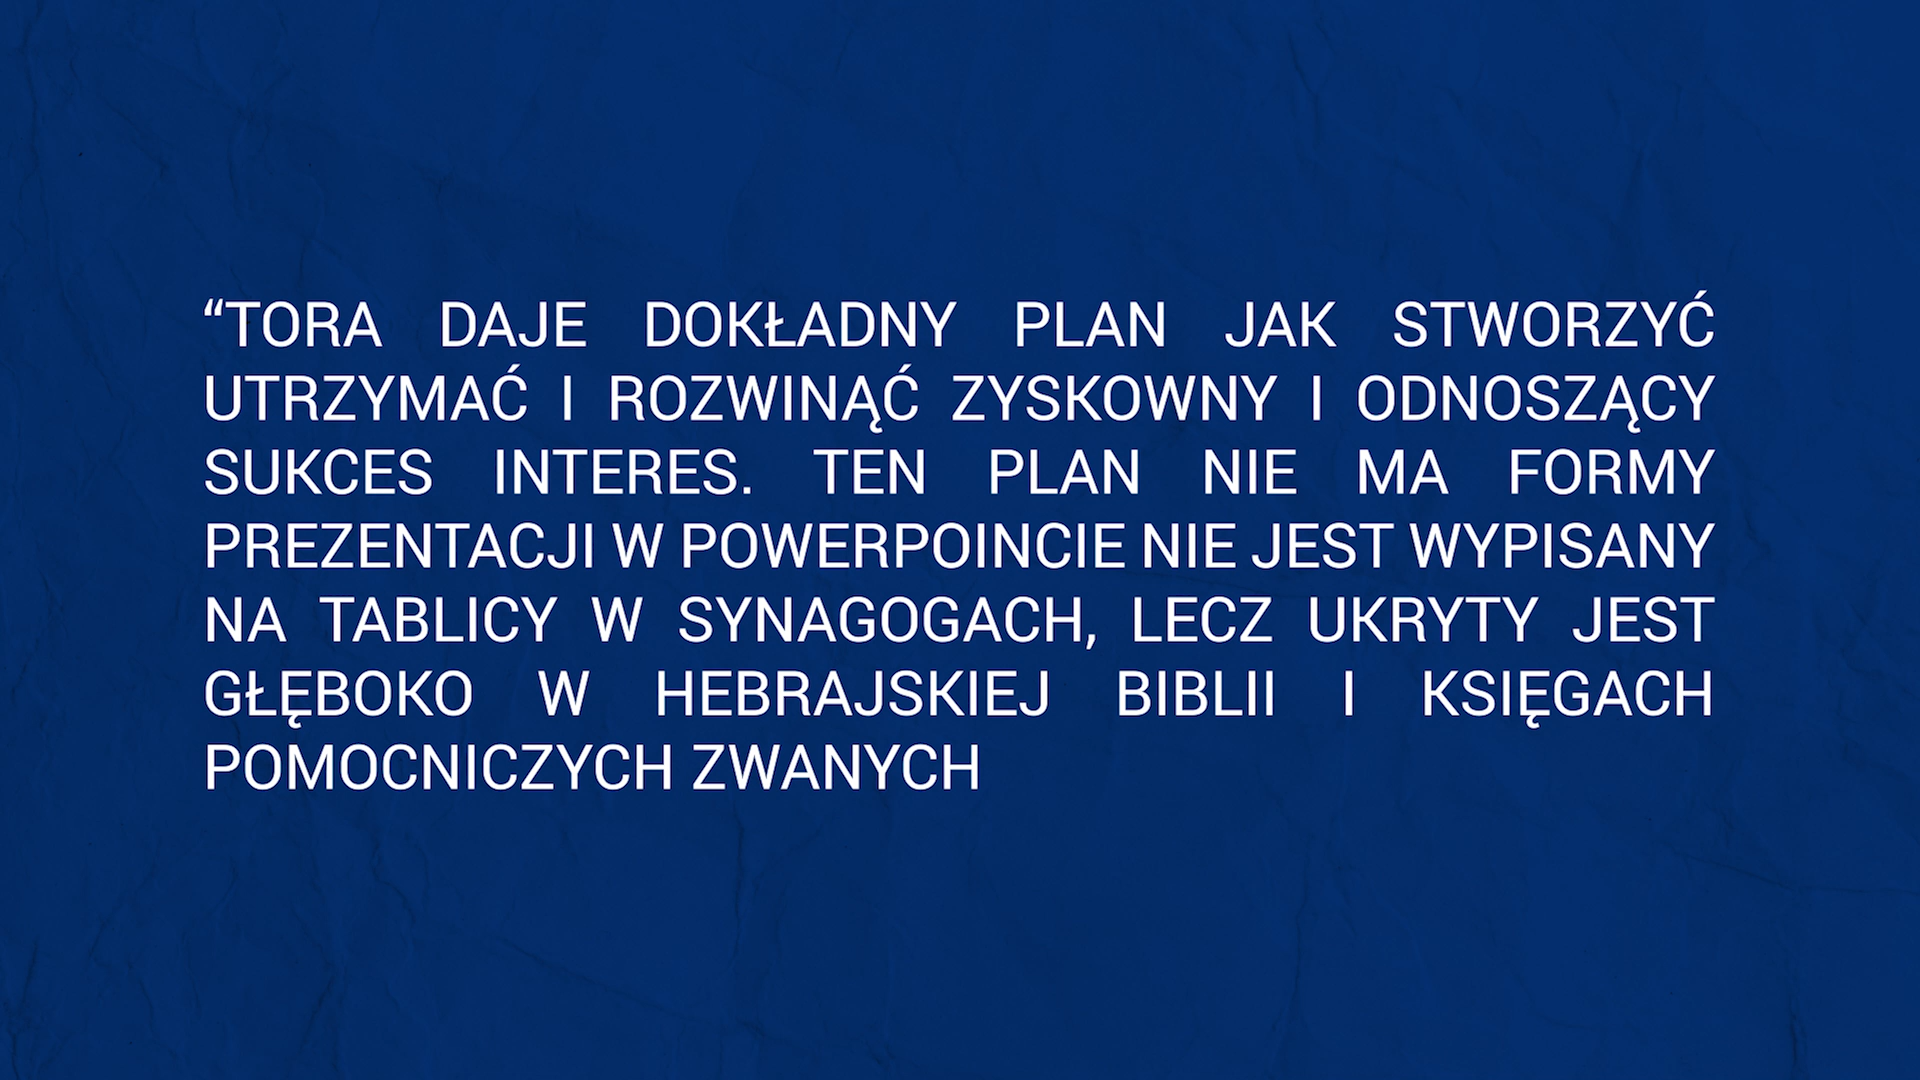 “TORA DAJE DOKŁADNY PLAN JAK STWORZYĆ
UTRZYMAĆ I ROZWINĄĆ ZYSKOWNY I ODNOSZĄCY
SUKCES INTERES. TEN PLAN NIE MA FORMY
PREZENTACJI W POWERPOINCIE NIE JEST WYPISANY
NA TABLICY W SYNAGOGACH, LECZ UKRYTY JEST
GŁĘBOKO W HEBRAJSKIEJ BIBLII I KSIĘGACH
POMOCNICZYCH ZWANYCH